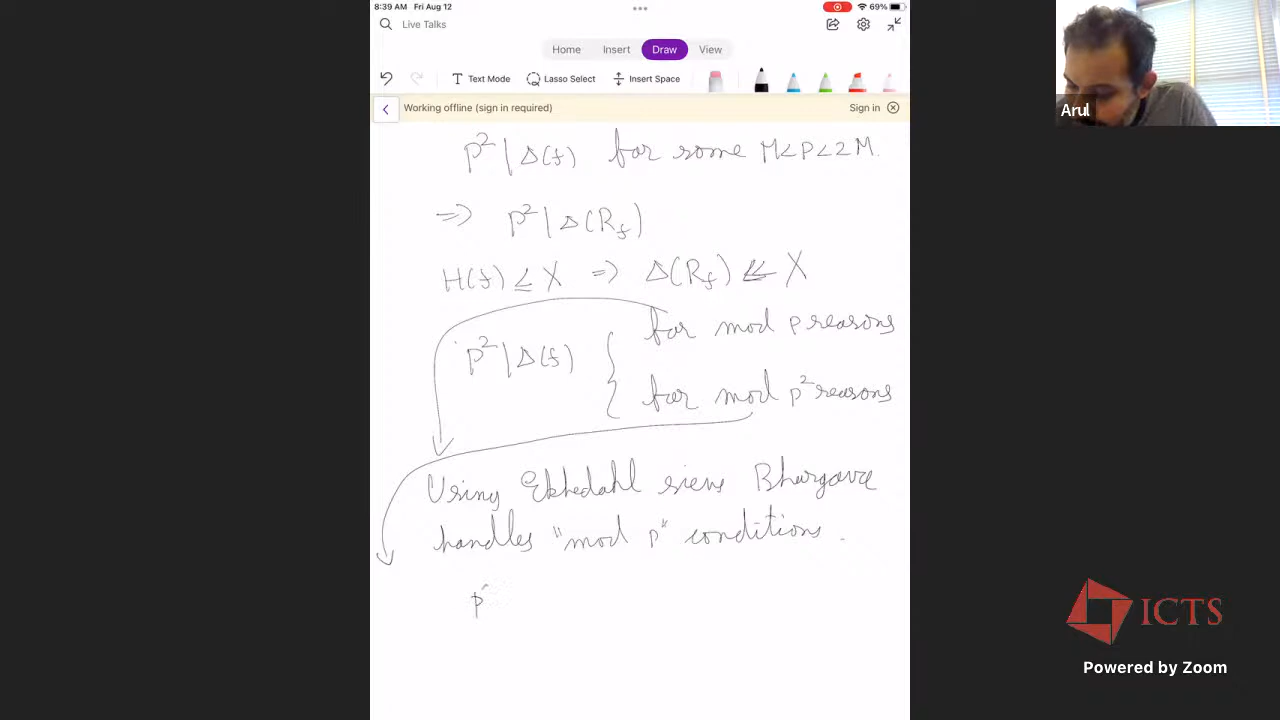 8:39 AM Fri Aug 12
69%
Live Talks
Home Insert Draw View
Text Mode Lasso Select Insert Space
Working offline (sign in required) Sign in
Arul
p² | Δ(f) for some M<P<2M.
=> p² | Δ(R_f)
H(f) ≤ X => Δ(R_f) ≪ X
p² | Δ(f) { for mod p reasons
for mod p² reasons
Using Ekhedahl sieve Bhargava
handles "mod p" conditions.
p
ICTS
Powered by Zoom